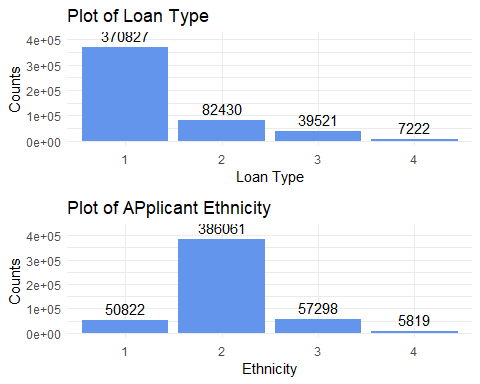 Plot of Loan Type
4e+05
3e+05
2e+05
1e+05
0e+00
Counts
370827
82430
39521
7222
1 2 3 4
Loan Type
Plot of APplicant Ethnicity
4e+05
3e+05
2e+05
1e+05
0e+00
Counts
50822
386061
57298
5819
1 2 3 4
Ethnicity